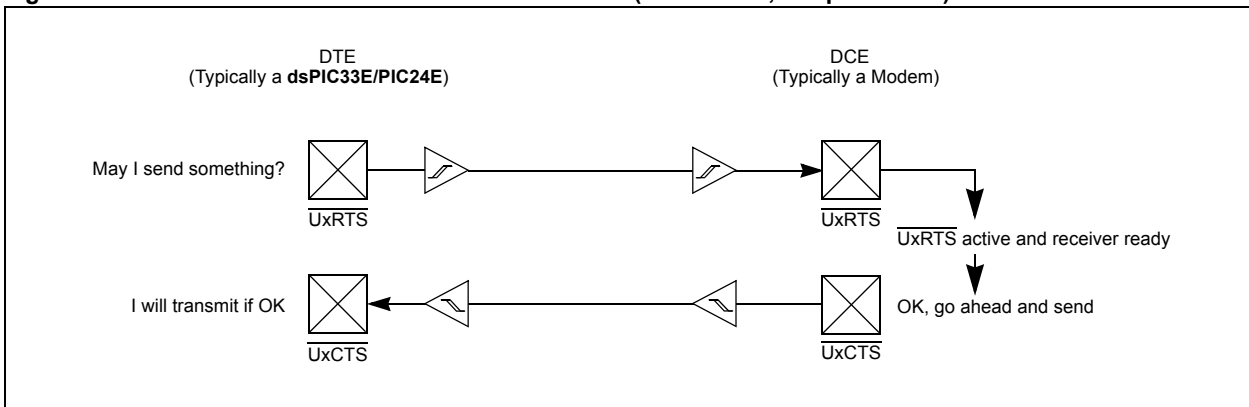 DTE
(Typically a dsPIC33E/PIC24E)
DCE
(Typically a Modem)
May I send something?
UxRTS
UxRTS
UxRTS active and receiver ready
I will transmit if OK
OK, go ahead and send
UxCTS
UxCTS